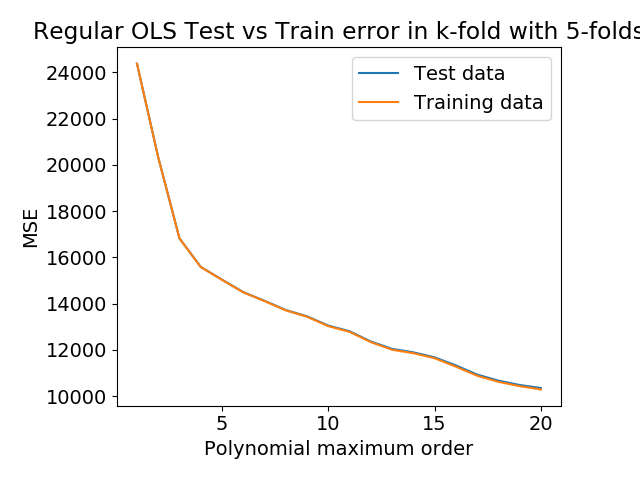 Regular OLS Test vs Train error in k-fold with 5-folds
24000
22000
20000
18000
16000
14000
12000
10000
MSE
Test data
Training data
5 10 15 20
Polynomial maximum order